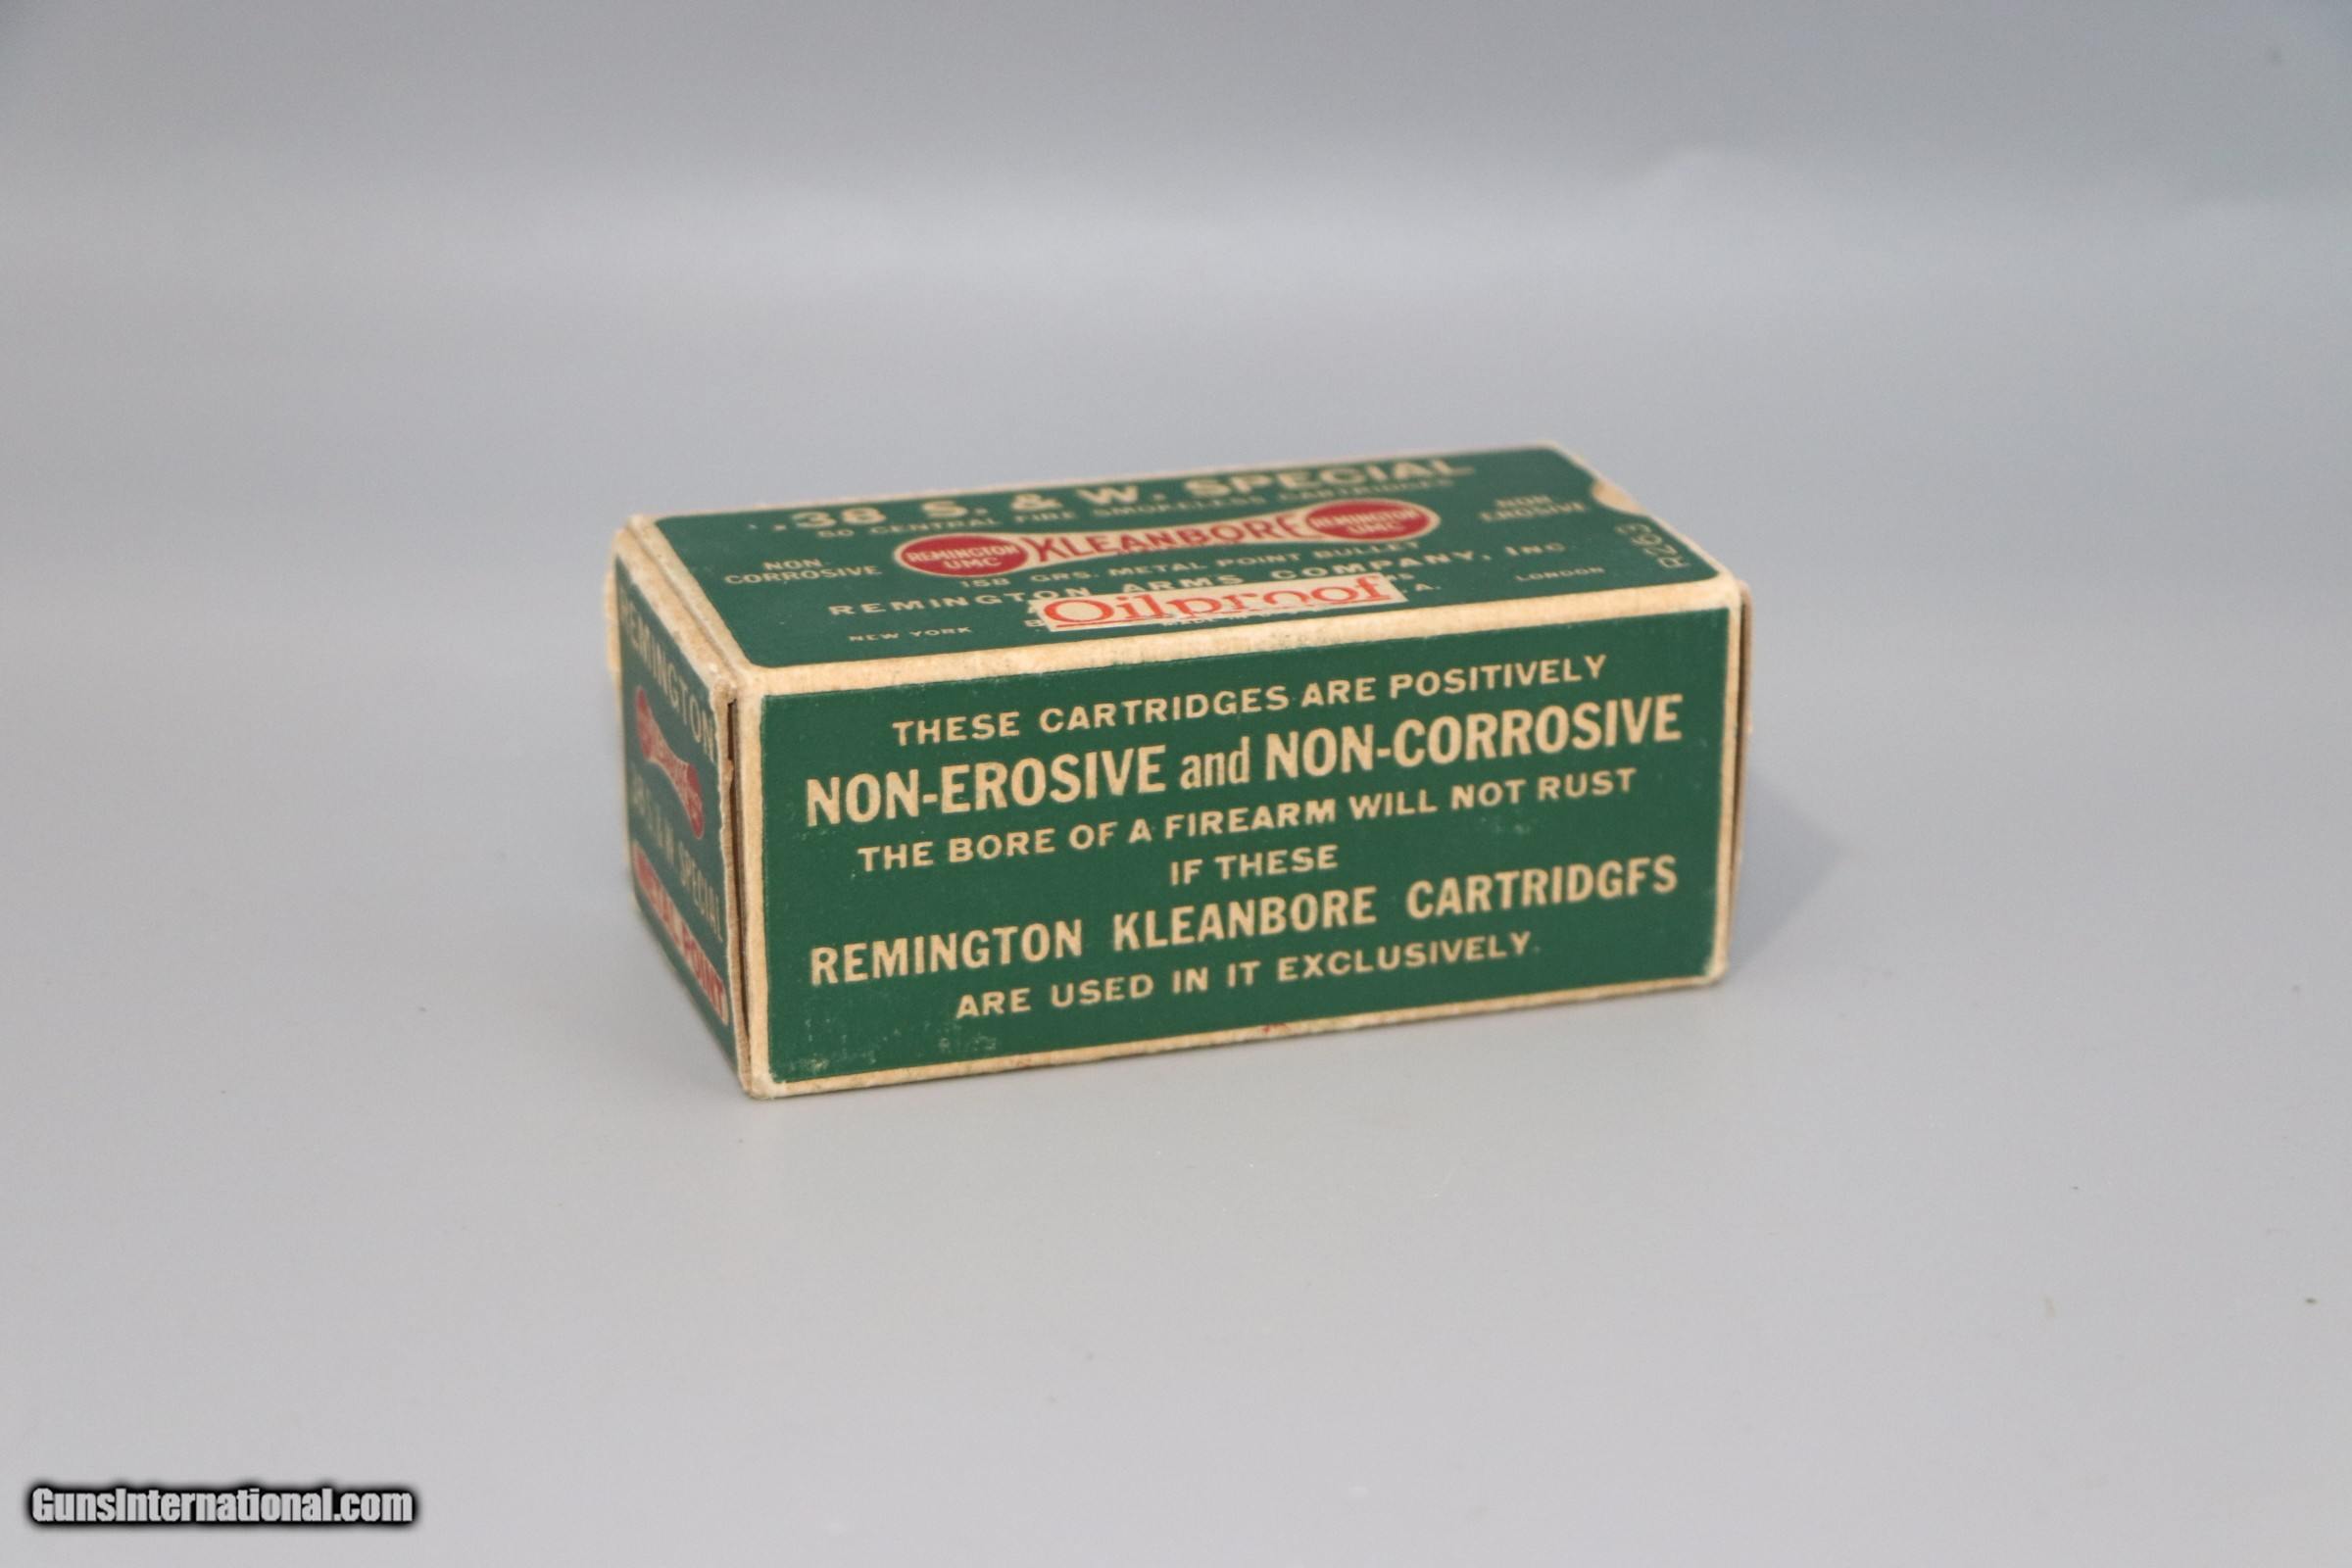 .38 S. & W. SPECIAL
50 CENTRAL FIRE SMOKELESS CARTRIDGES
NON CORROSIVE
REMINGTON UMC
KLEANBORE
REMINGTON UMC
NON EROSIVE
158 GRS. METAL POINT BULLET
REMINGTON ARMS COMPANY, INC.
Oilproof
NEW YORK
LONDON
R263
REMINGTON
SPECIAL
POINT
THESE CARTRIDGES ARE POSITIVELY
NON-EROSIVE and NON-CORROSIVE
THE BORE OF A FIREARM WILL NOT RUST
IF THESE
REMINGTON KLEANBORE CARTRIDGFS
ARE USED IN IT EXCLUSIVELY.
GunsInternational.com